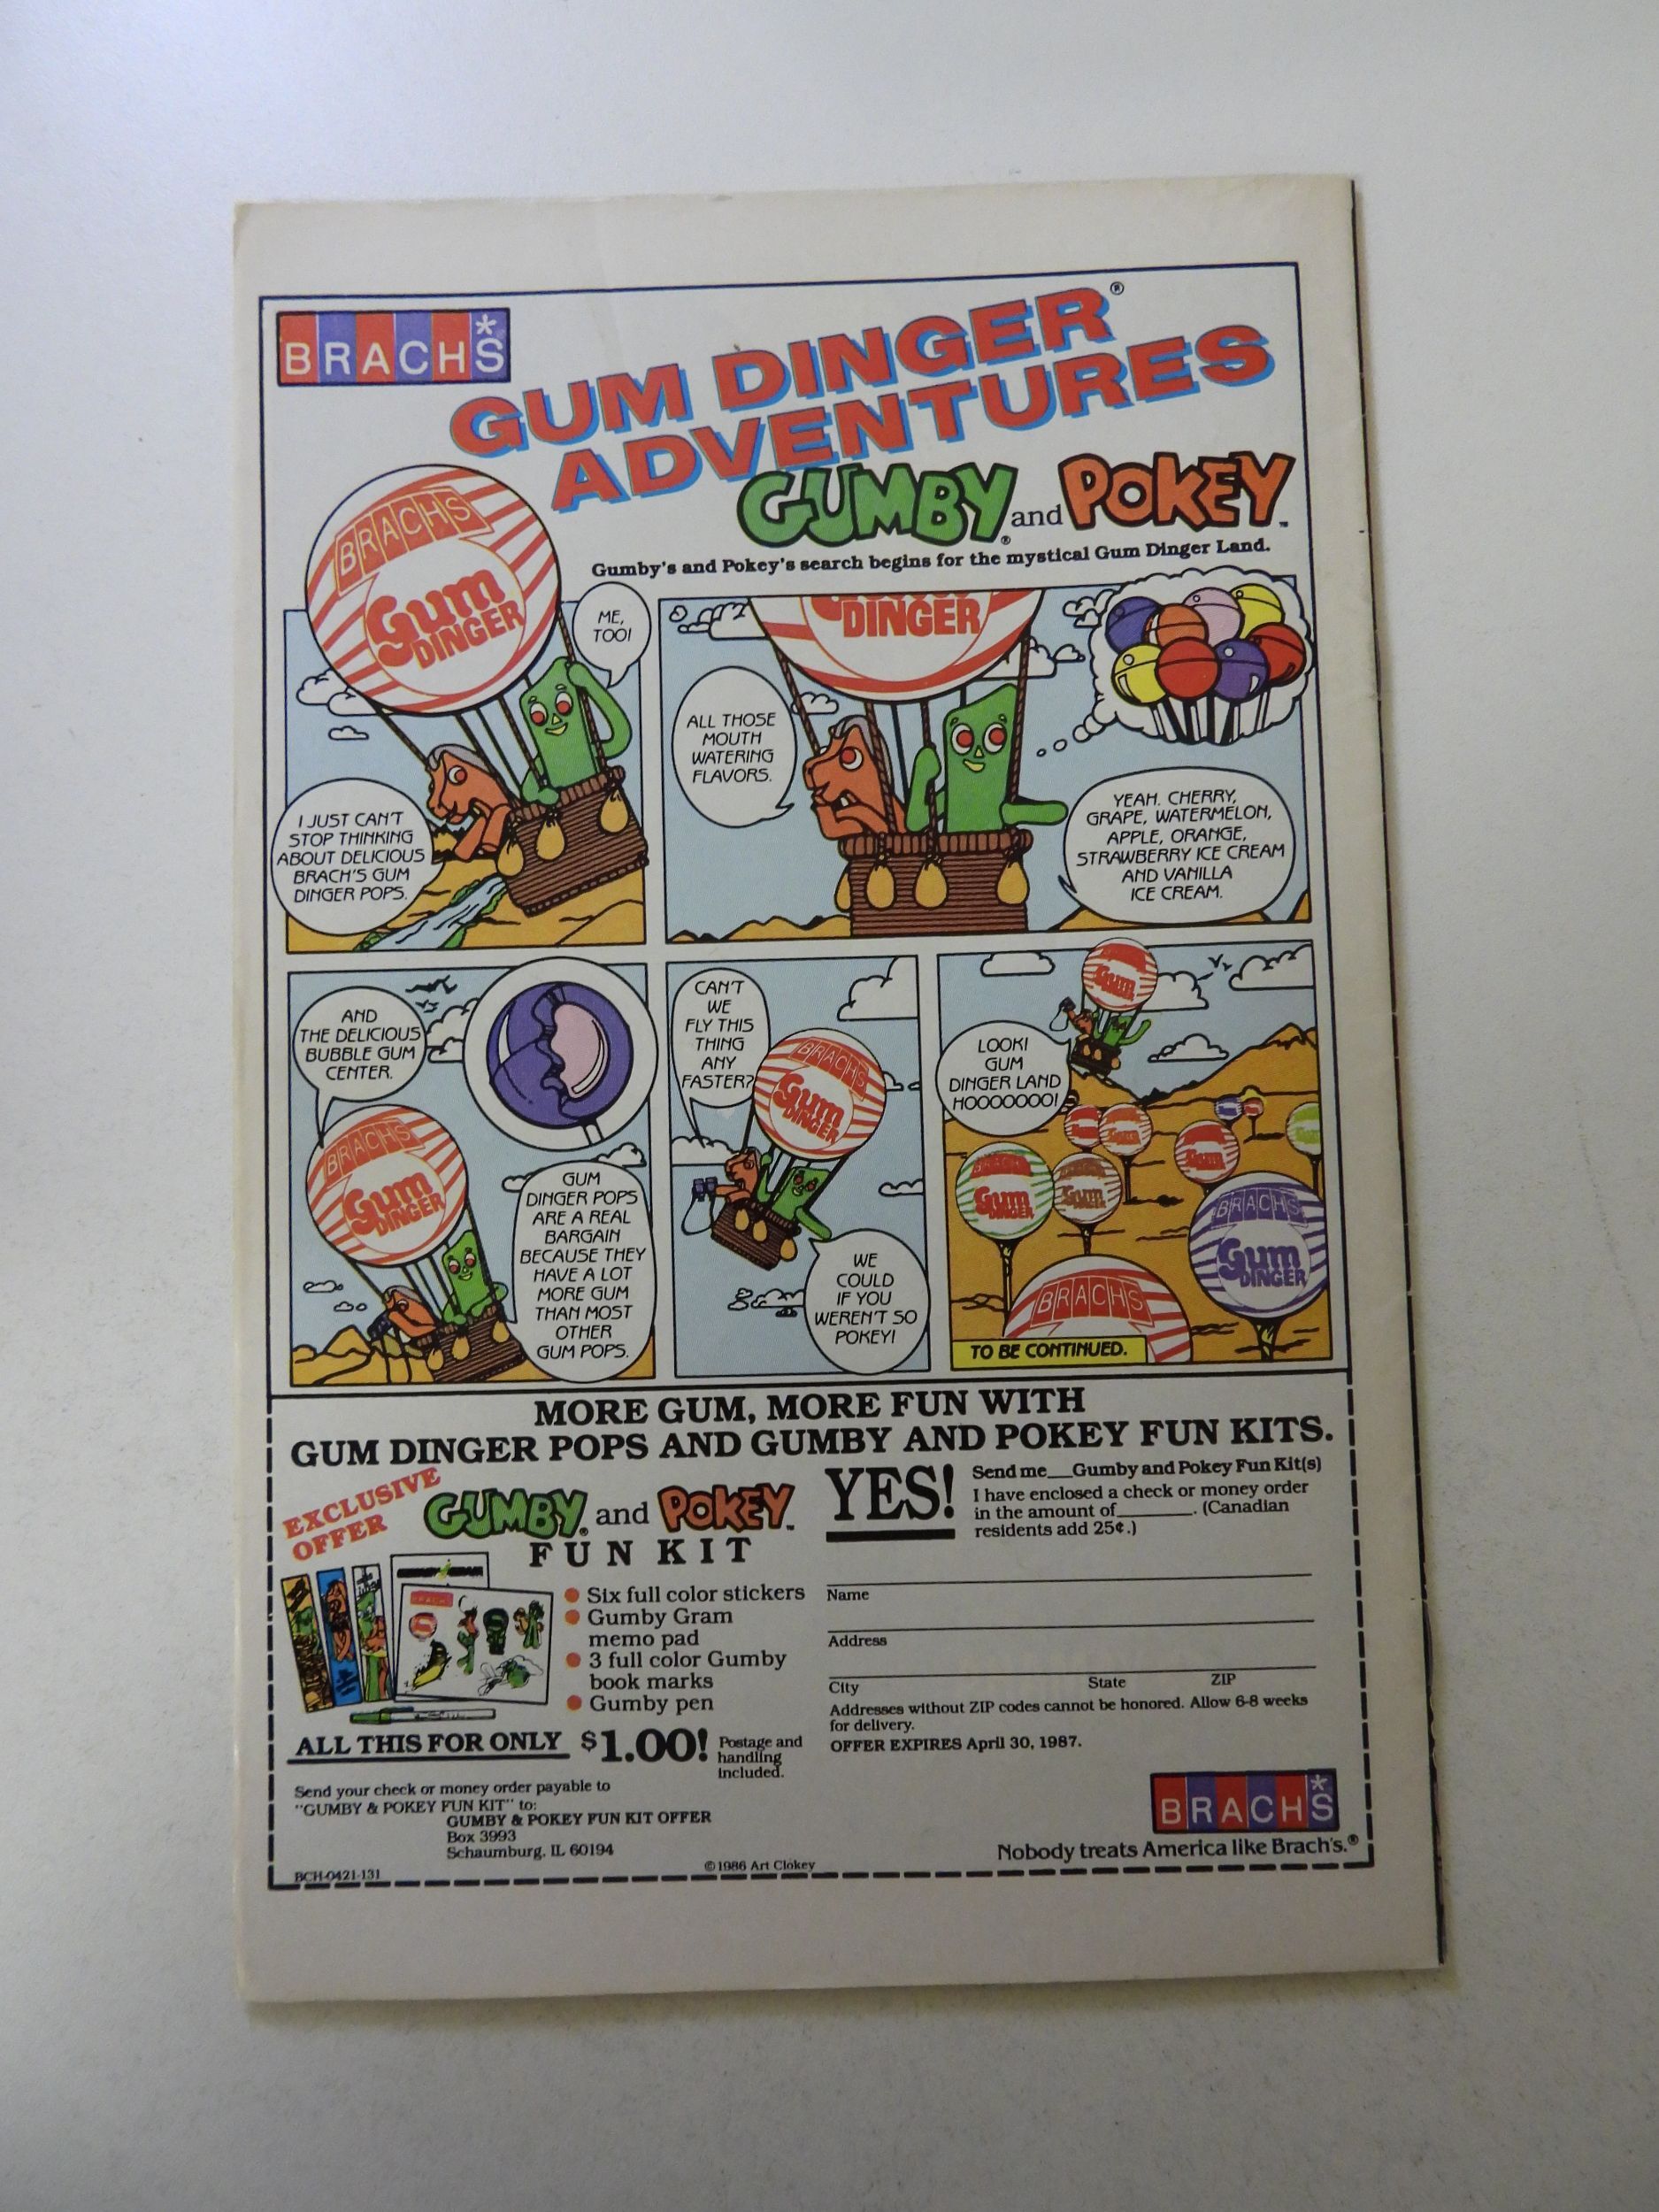 BRACH'S*
GUM DINGER®
ADVENTURES
GUMBY® and POKEY™
Gumby's and Pokey's search begins for the mystical Gum Dinger Land.
BRACHS
Gum
DINGER
ME,
TOO!
I JUST CAN'T
STOP THINKING
ABOUT DELICIOUS
BRACH'S GUM
DINGER POPS.
DINGER
ALL THOSE
MOUTH
WATERING
FLAVORS.
YEAH. CHERRY,
GRAPE, WATERMELON,
APPLE, ORANGE,
STRAWBERRY ICE CREAM
AND VANILLA
ICE CREAM.
AND
THE DELICIOUS
BUBBLE GUM
CENTER.
BRACHS
Gum
DINGER
GUM
DINGER POPS
ARE A REAL
BARGAIN
BECAUSE THEY
HAVE A LOT
MORE GUM
THAN MOST
OTHER
GUM POPS.
CAN'T
WE
FLY THIS
THING
ANY
FASTER?
BRACHS
Gum
DINGER
WE
COULD
IF YOU
WEREN'T SO
POKEY!
Gum
LOOK!
GUM
DINGER LAND
HOOOOOOO!
Gum
DINGER
BRACHS
Gum
DINGER
BRACHS
TO BE CONTINUED.
MORE GUM, MORE FUN WITH
GUM DINGER POPS AND GUMBY AND POKEY FUN KITS.
EXCLUSIVE
OFFER
GUMBY® and POKEY™
FUN KIT
Six full color stickers
Gumby Gram
memo pad
3 full color Gumby
book marks
Gumby pen
ALL THIS FOR ONLY $1.00! Postage and
handling
included.
Send your check or money order payable to
"GUMBY & POKEY FUN KIT" to:
GUMBY & POKEY FUN KIT OFFER
Box 3993
Schaumburg, IL 60194
BCH-0421-131
©1986 Art Clokey
YES!
Send me__Gumby and Pokey Fun Kit(s)
I have enclosed a check or money order
in the amount of________. (Canadian
residents add 25¢.)
Name
Address
City State ZIP
Addresses without ZIP codes cannot be honored. Allow 6-8 weeks
for delivery.
OFFER EXPIRES April 30, 1987.
BRACH'S*
Nobody treats America like Brach's.®